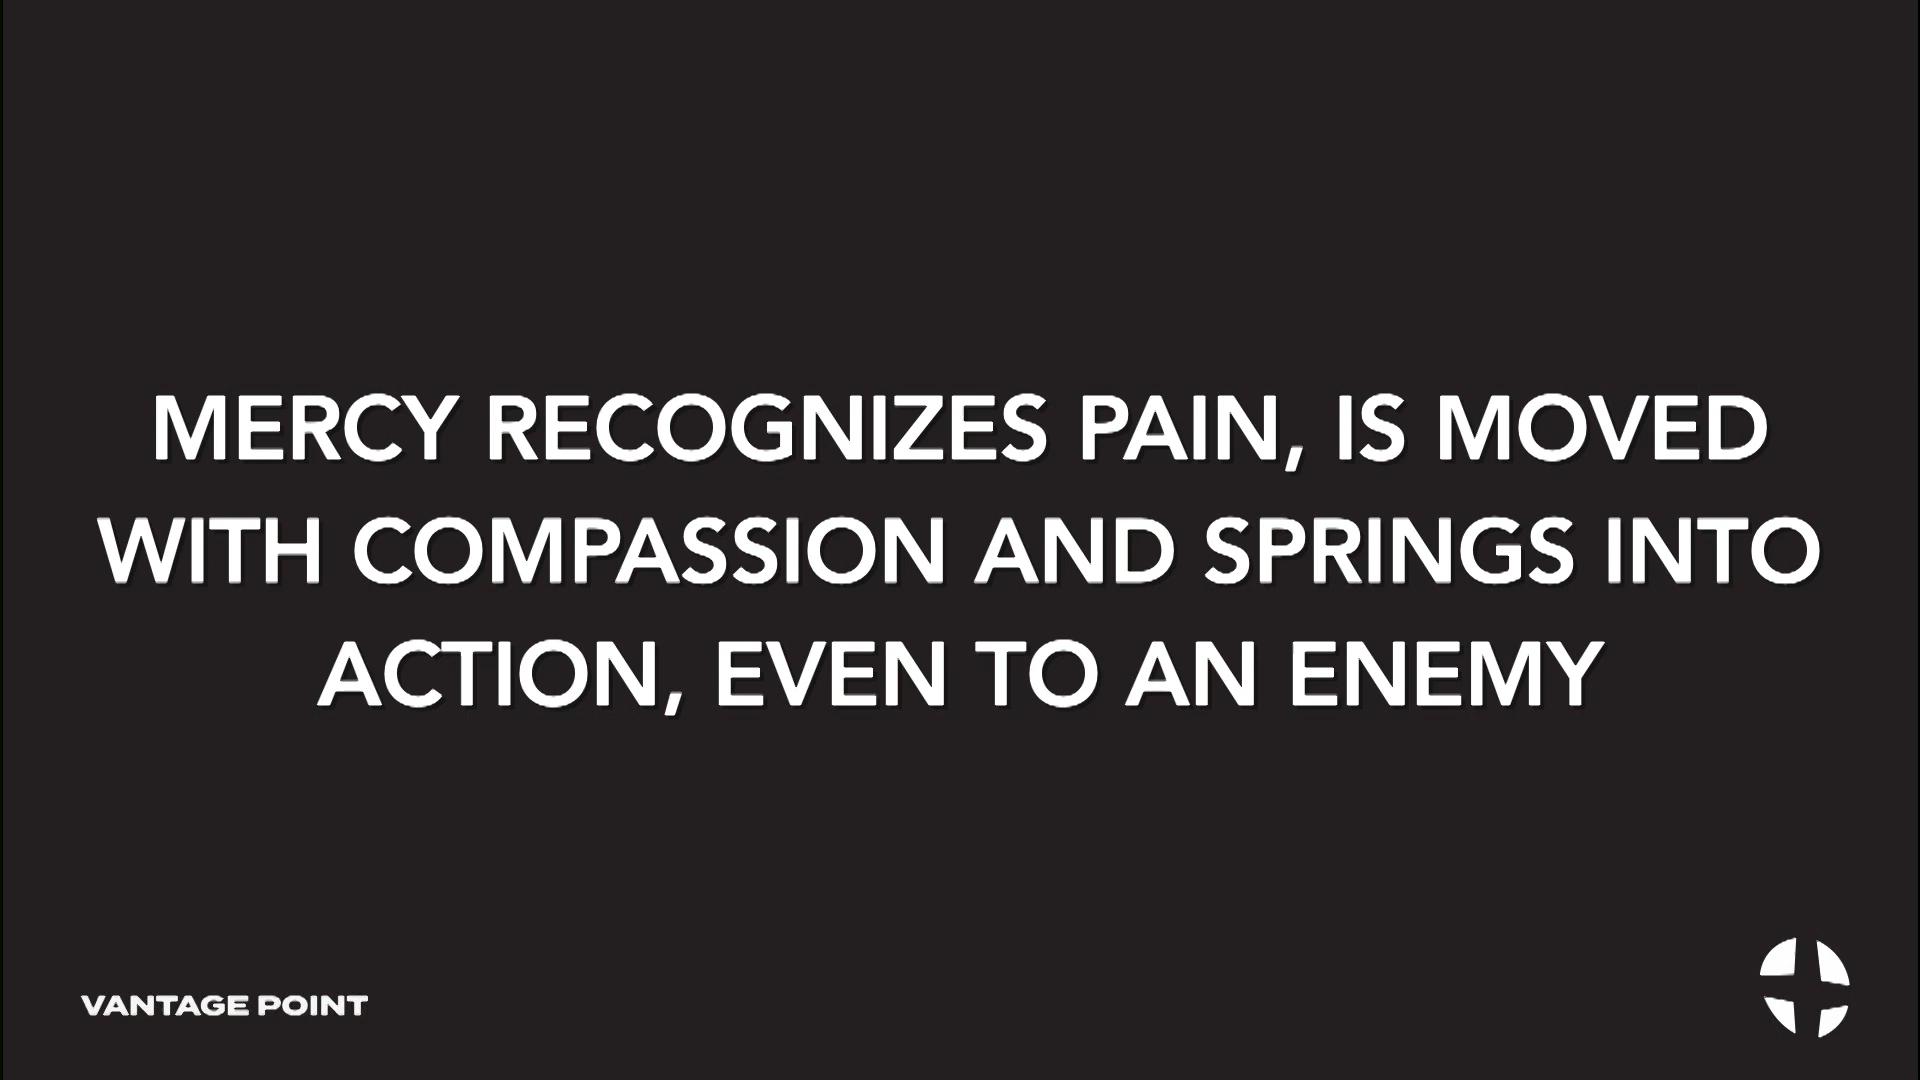 MERCY RECOGNIZES PAIN, IS MOVED
WITH COMPASSION AND SPRINGS INTO
ACTION, EVEN TO AN ENEMY
VANTAGE POINT